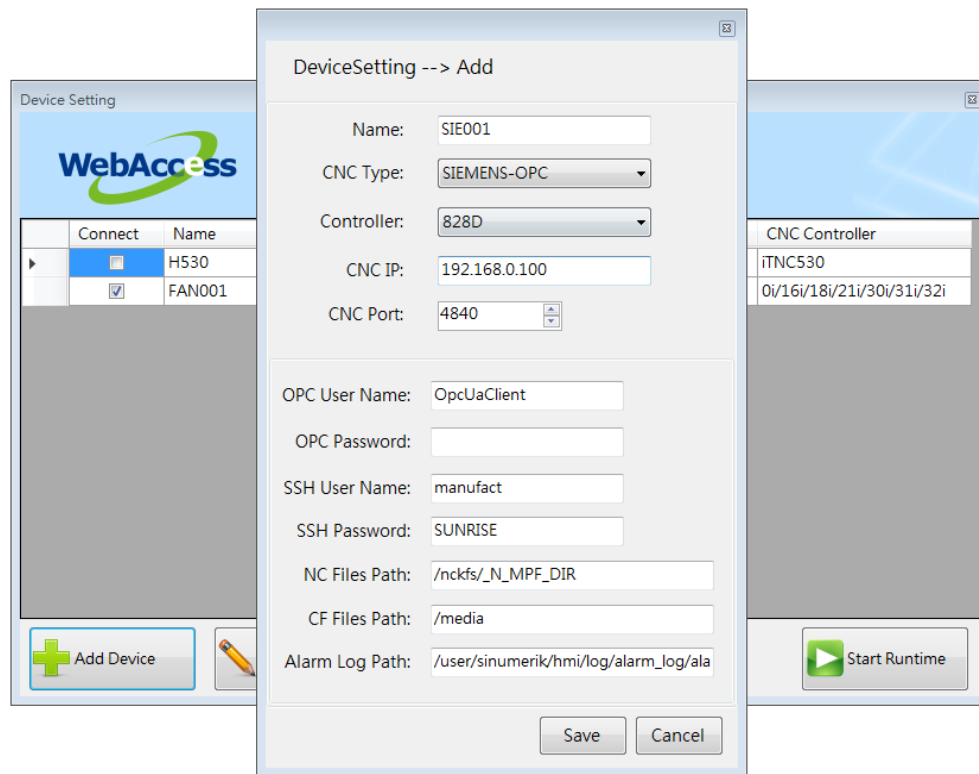 Device Setting
WebAccess
Connect Name CNC Controller
H530 iTNC530
FAN001 0i/16i/18i/21i/30i/31i/32i
Add Device
Start Runtime
DeviceSetting --> Add
Name: SIE001
CNC Type: SIEMENS-OPC
Controller: 828D
CNC IP: 192.168.0.100
CNC Port: 4840
OPC User Name: OpcUaClient
OPC Password:
SSH User Name: manufact
SSH Password: SUNRISE
NC Files Path: /nckfs/_N_MPF_DIR
CF Files Path: /media
Alarm Log Path: /user/sinumerik/hmi/log/alarm_log/ala
Save Cancel